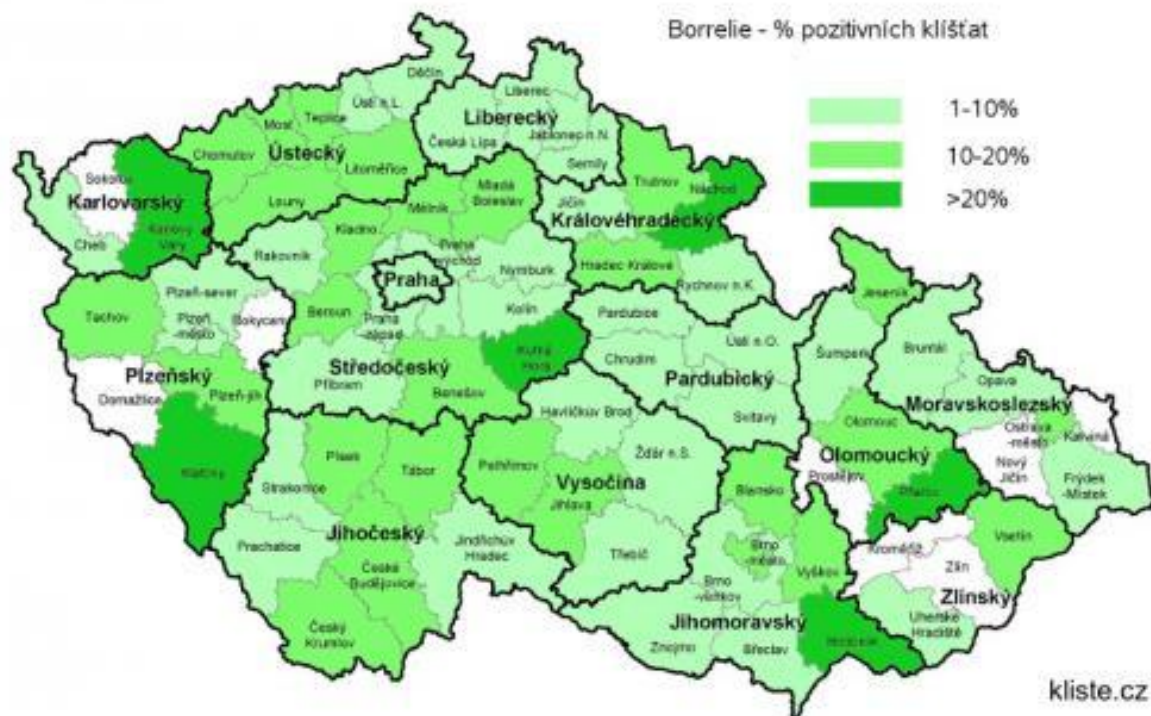 Borrelie - % pozitivních klíšťat
1-10%
10-20%
>20%
Děčín
Ústí n.L.
Teplice
Most
Chomutov
Ústecký
Litoměřice
Louny
Liberec
Liberecký
Česká Lípa
Jablonec n.N.
Semily
Sokolov
Karlovarský
Karlovy
Vary
Cheb
Trutnov
Náchod
Jičín
Královéhradecký
Hradec Králové
Rychnov n.K.
Mladá
Boleslav
Mělník
Kladno
Rakovník
Praha
-východ
Nymburk
Praha
Kolín
Beroun
Praha
-západ
Kutná
Hora
Středočeský
Příbram
Benešov
Plzeň-sever
Tachov
Plzeň
-město
Plzeňský
Domažlice
Plzeň-jih
Klatovy
Pardubice
Ústí n.O.
Chrudim
Pardubický
Svitavy
Jeseník
Šumperk
Bruntál
Opava
Moravskoslezský
Ostrava
-město
Karviná
Nový
Jičín
Frýdek
-Místek
Olomouc
Olomoucký
Prostějov
Přerov
Havlíčkův Brod
Žďár n.S.
Pelhřimov
Vysočina
Jihlava
Třebíč
Písek
Tábor
Strakonice
Jihočeský
Prachatice
Jindřichův
Hradec
České
Budějovice
Český
Krumlov
Blansko
Brno
-město
Vyškov
Brno
-venkov
Jihomoravský
Znojmo
Břeclav
Hodonín
Vsetín
Kroměříž
Zlín
Zlínský
Uherské
Hradiště
kliste.cz